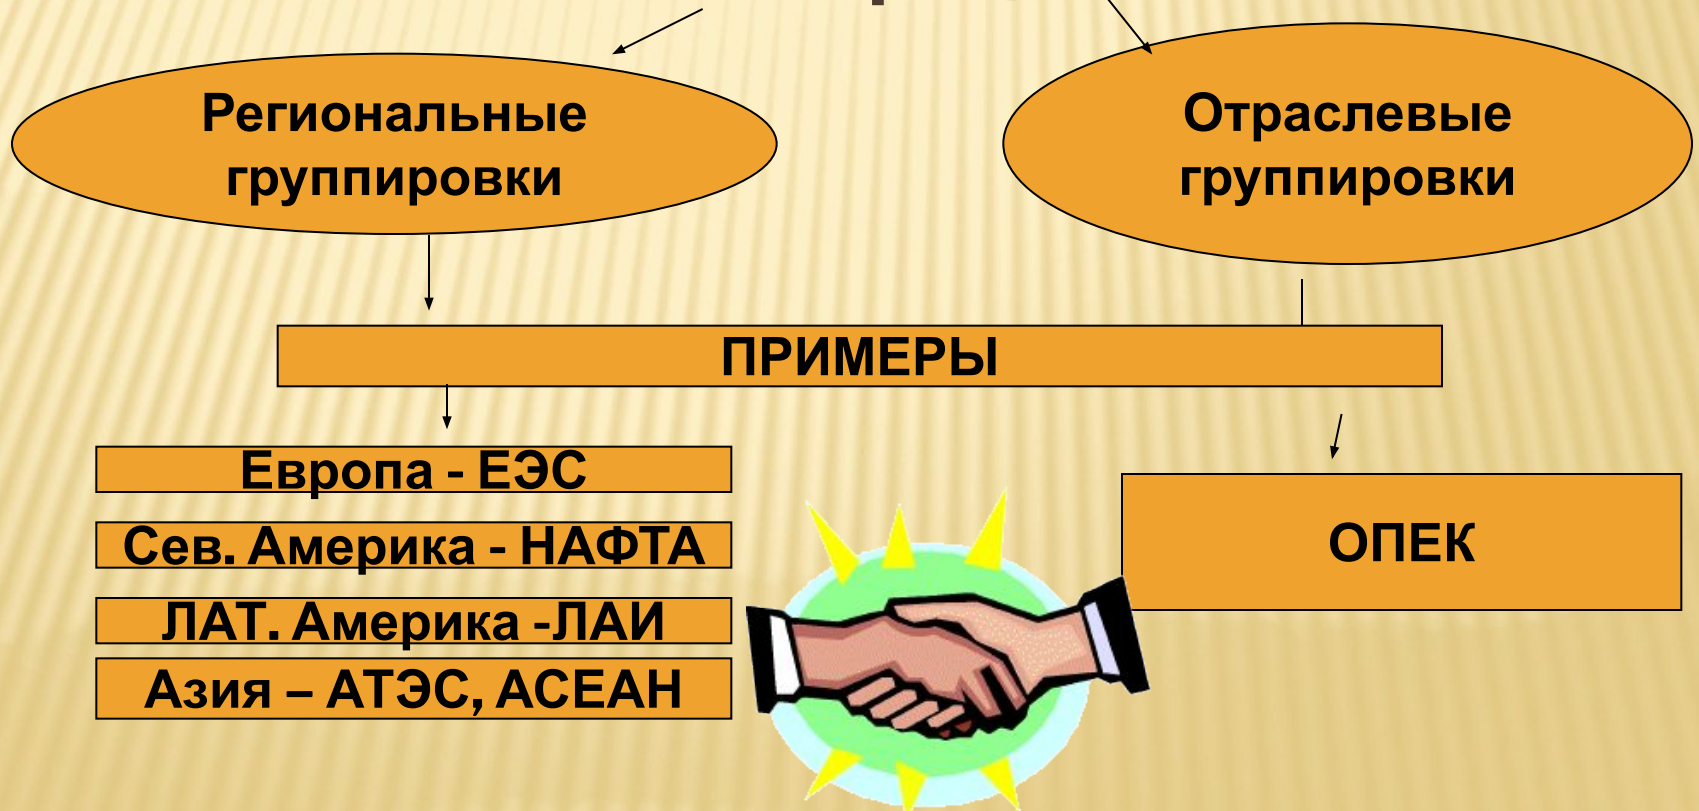 Региональные
группировки
Отраслевые
группировки
ПРИМЕРЫ
Европа - ЕЭС
Сев. Америка - НАФТА
ЛАТ. Америка -ЛАИ
Азия – АТЭС, АСЕАН
ОПЕК